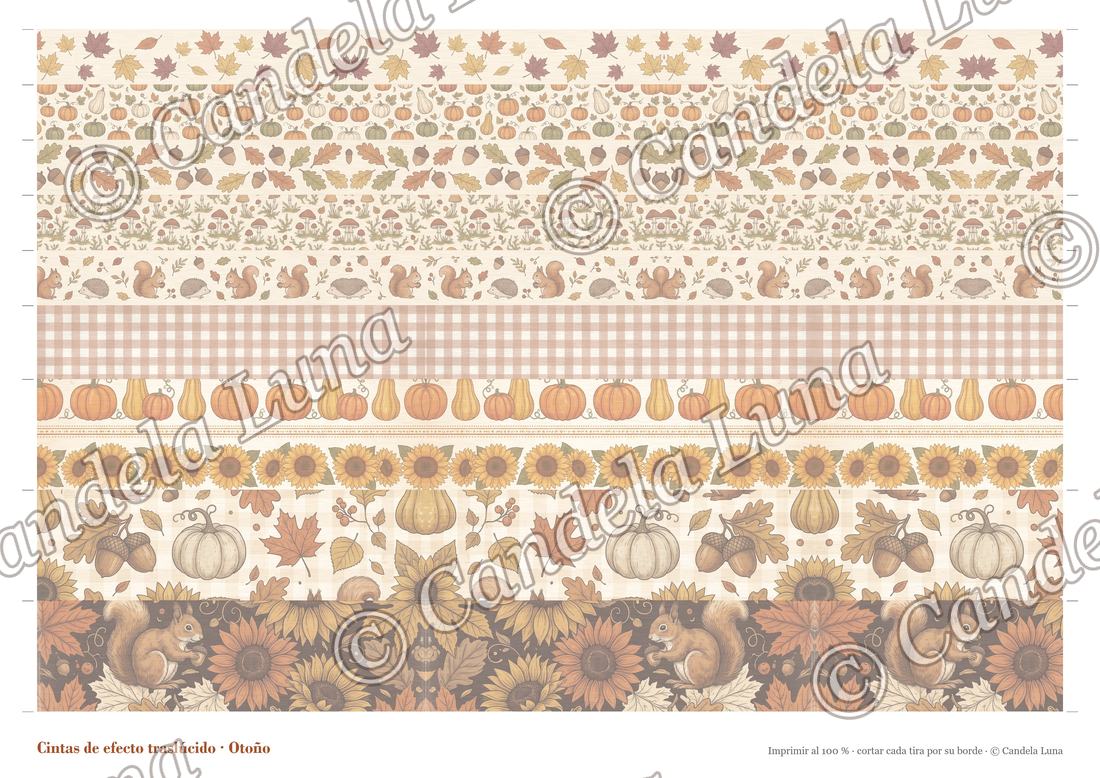 © Candela Luna
© Candela Luna
©
Candela Luna
© Candela Luna
© Candela
Cintas de efecto traslúcido · Otoño
Imprimir al 100 % · cortar cada tira por su borde · © Candela Luna